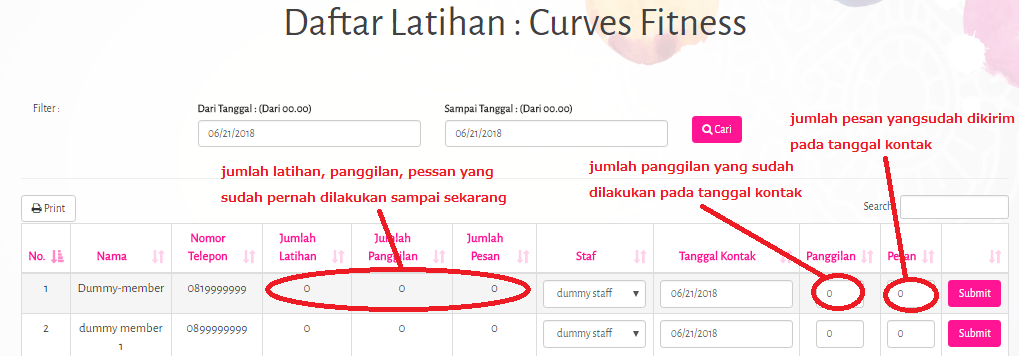 Daftar Latihan : Curves Fitness
Filter :
Dari Tanggal : (Dari 00.00)
Sampai Tanggal : (Dari 00.00)
06/21/2018
06/21/2018
Cari
jumlah pesan yangsudah dikirim
pada tanggal kontak
jumlah latihan, panggilan, pessan yang
sudah pernah dilakukan sampai sekarang
jumlah panggilan yang sudah
dilakukan pada tanggal kontak
Print
Search:
No. Nama Nomor Telepon Jumlah Latihan Jumlah Panggilan Jumlah Pesan Staf Tanggal Kontak Panggilan Pesan
1 Dummy-member 0819999999 0 0 0 dummy staff 06/21/2018 0 0 Submit
2 dummy member 1 0899999999 0 0 0 dummy staff 06/21/2018 0 0 Submit